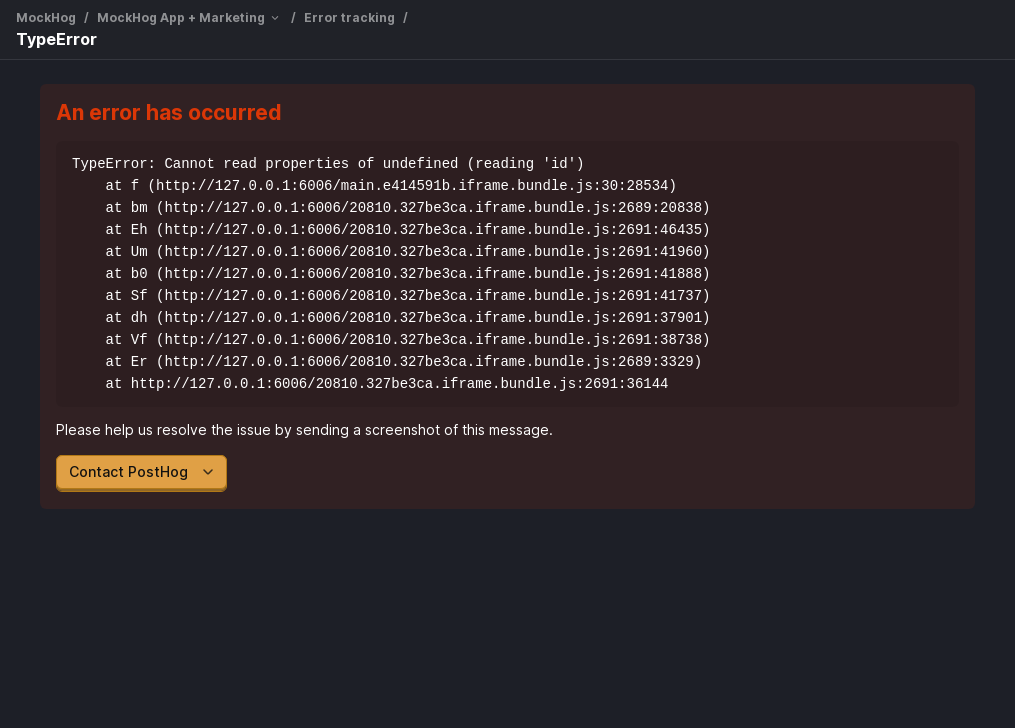 MockHog / MockHog App + Marketing / Error tracking /
TypeError
An error has occurred
TypeError: Cannot read properties of undefined (reading 'id')
    at f (http://127.0.0.1:6006/main.e414591b.iframe.bundle.js:30:28534)
    at bm (http://127.0.0.1:6006/20810.327be3ca.iframe.bundle.js:2689:20838)
    at Eh (http://127.0.0.1:6006/20810.327be3ca.iframe.bundle.js:2691:46435)
    at Um (http://127.0.0.1:6006/20810.327be3ca.iframe.bundle.js:2691:41960)
    at b0 (http://127.0.0.1:6006/20810.327be3ca.iframe.bundle.js:2691:41888)
    at Sf (http://127.0.0.1:6006/20810.327be3ca.iframe.bundle.js:2691:41737)
    at dh (http://127.0.0.1:6006/20810.327be3ca.iframe.bundle.js:2691:37901)
    at Vf (http://127.0.0.1:6006/20810.327be3ca.iframe.bundle.js:2691:38738)
    at Er (http://127.0.0.1:6006/20810.327be3ca.iframe.bundle.js:2689:3329)
    at http://127.0.0.1:6006/20810.327be3ca.iframe.bundle.js:2691:36144
Please help us resolve the issue by sending a screenshot of this message.
Contact PostHog